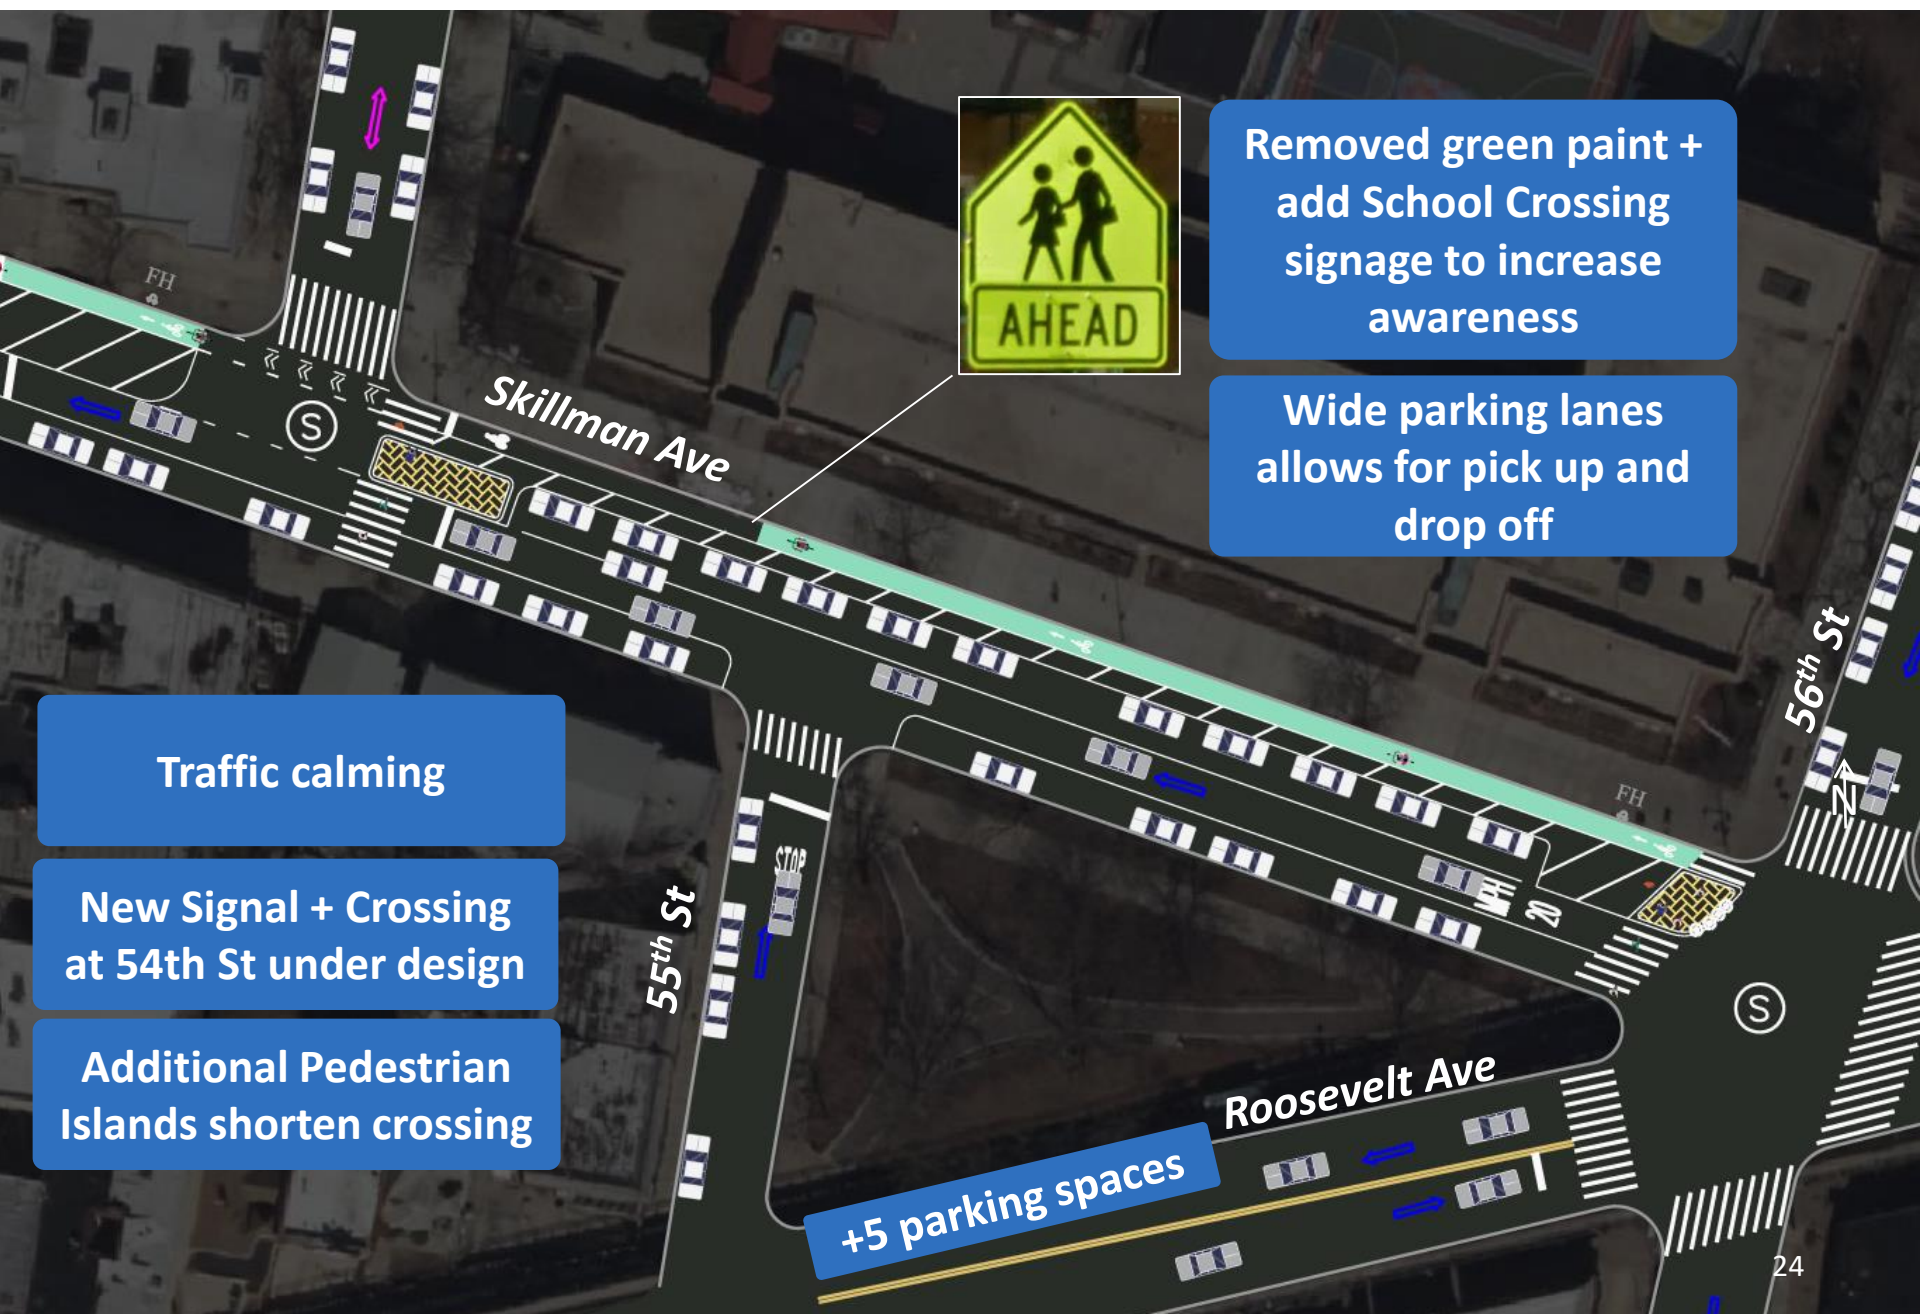 FH
Skillman Ave
AHEAD
Removed green paint +
add School Crossing
signage to increase
awareness
Wide parking lanes
allows for pick up and
drop off
S
56th St
N
Traffic calming
New Signal + Crossing
at 54th St under design
Additional Pedestrian
Islands shorten crossing
55th St
STOP
FH
MPH
20
S
Roosevelt Ave
+5 parking spaces
24